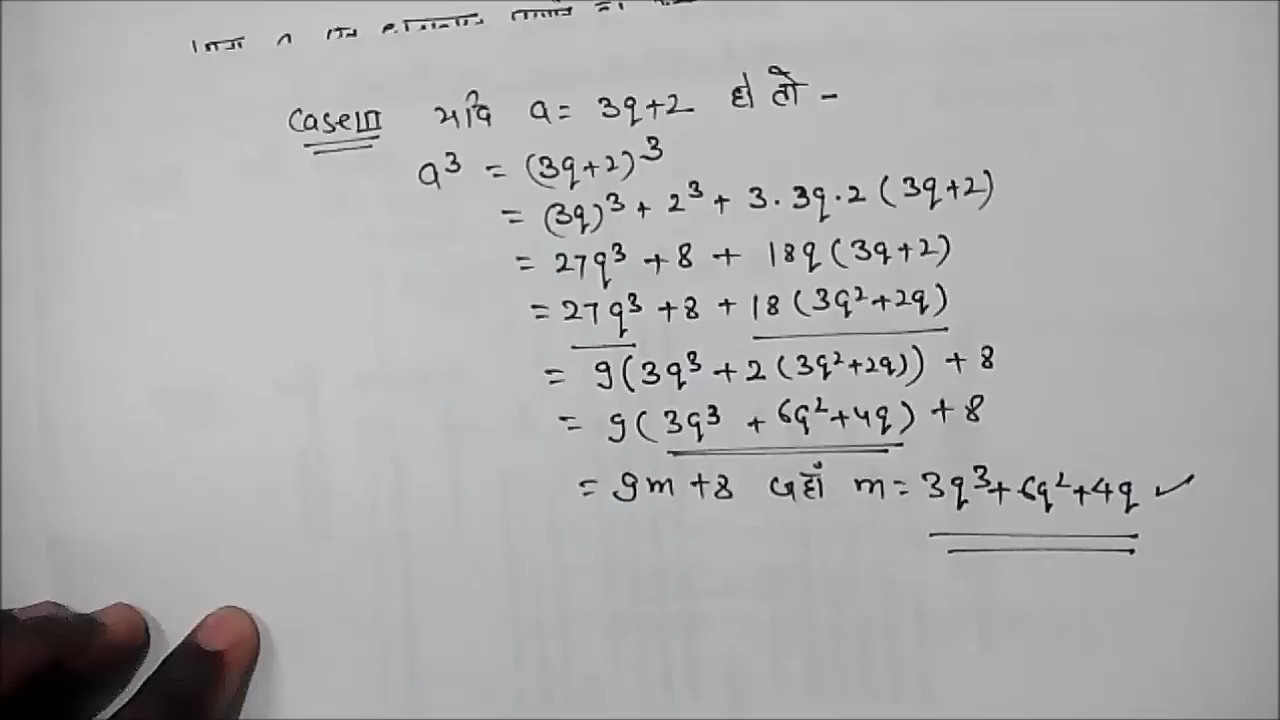 Case III यदि a = 3q+2 हो तो -
a³ = (3q+2)³
= (3q)³ + 2³ + 3·3q·2 (3q+2)
= 27q³ + 8 + 18q (3q+2)
= 27q³ + 8 + 18 (3q²+2q)
= 9(3q³ + 2(3q²+2q)) + 8
= 9(3q³ + 6q²+4q) + 8
= 9m + 8 जहाँ m = 3q³+6q²+4q ✓